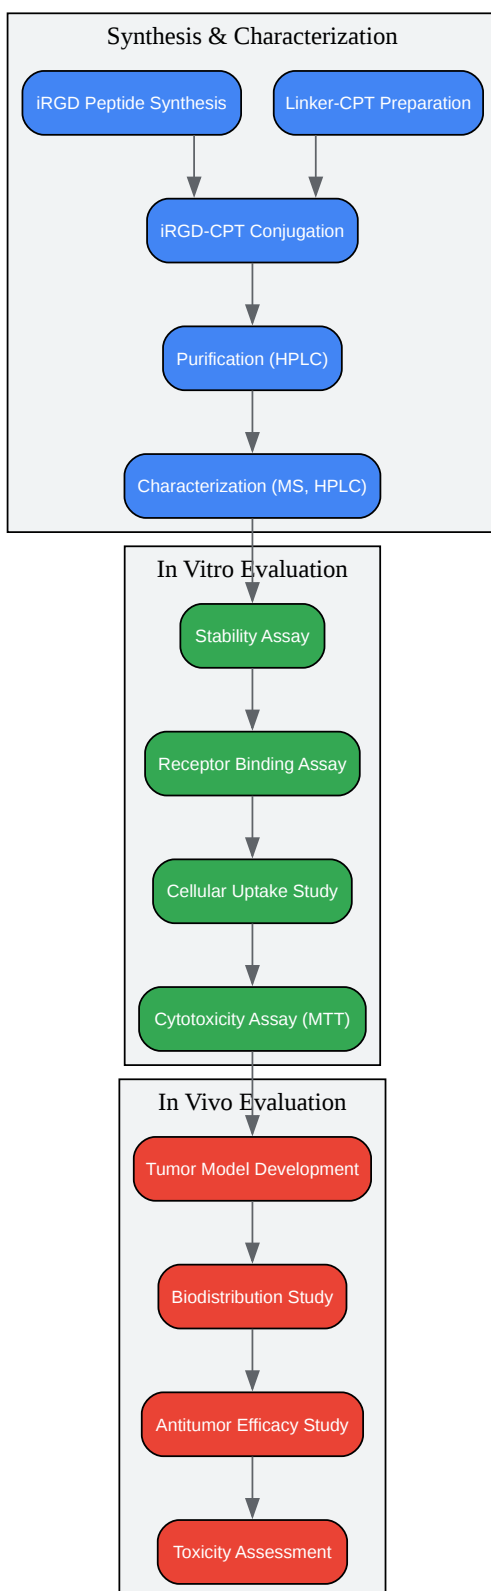 Synthesis & Characterization
iRGD Peptide Synthesis
Linker-CPT Preparation
iRGD-CPT Conjugation
Purification (HPLC)
Characterization (MS, HPLC)
In Vitro Evaluation
Stability Assay
Receptor Binding Assay
Cellular Uptake Study
Cytotoxicity Assay (MTT)
In Vivo Evaluation
Tumor Model Development
Biodistribution Study
Antitumor Efficacy Study
Toxicity Assessment